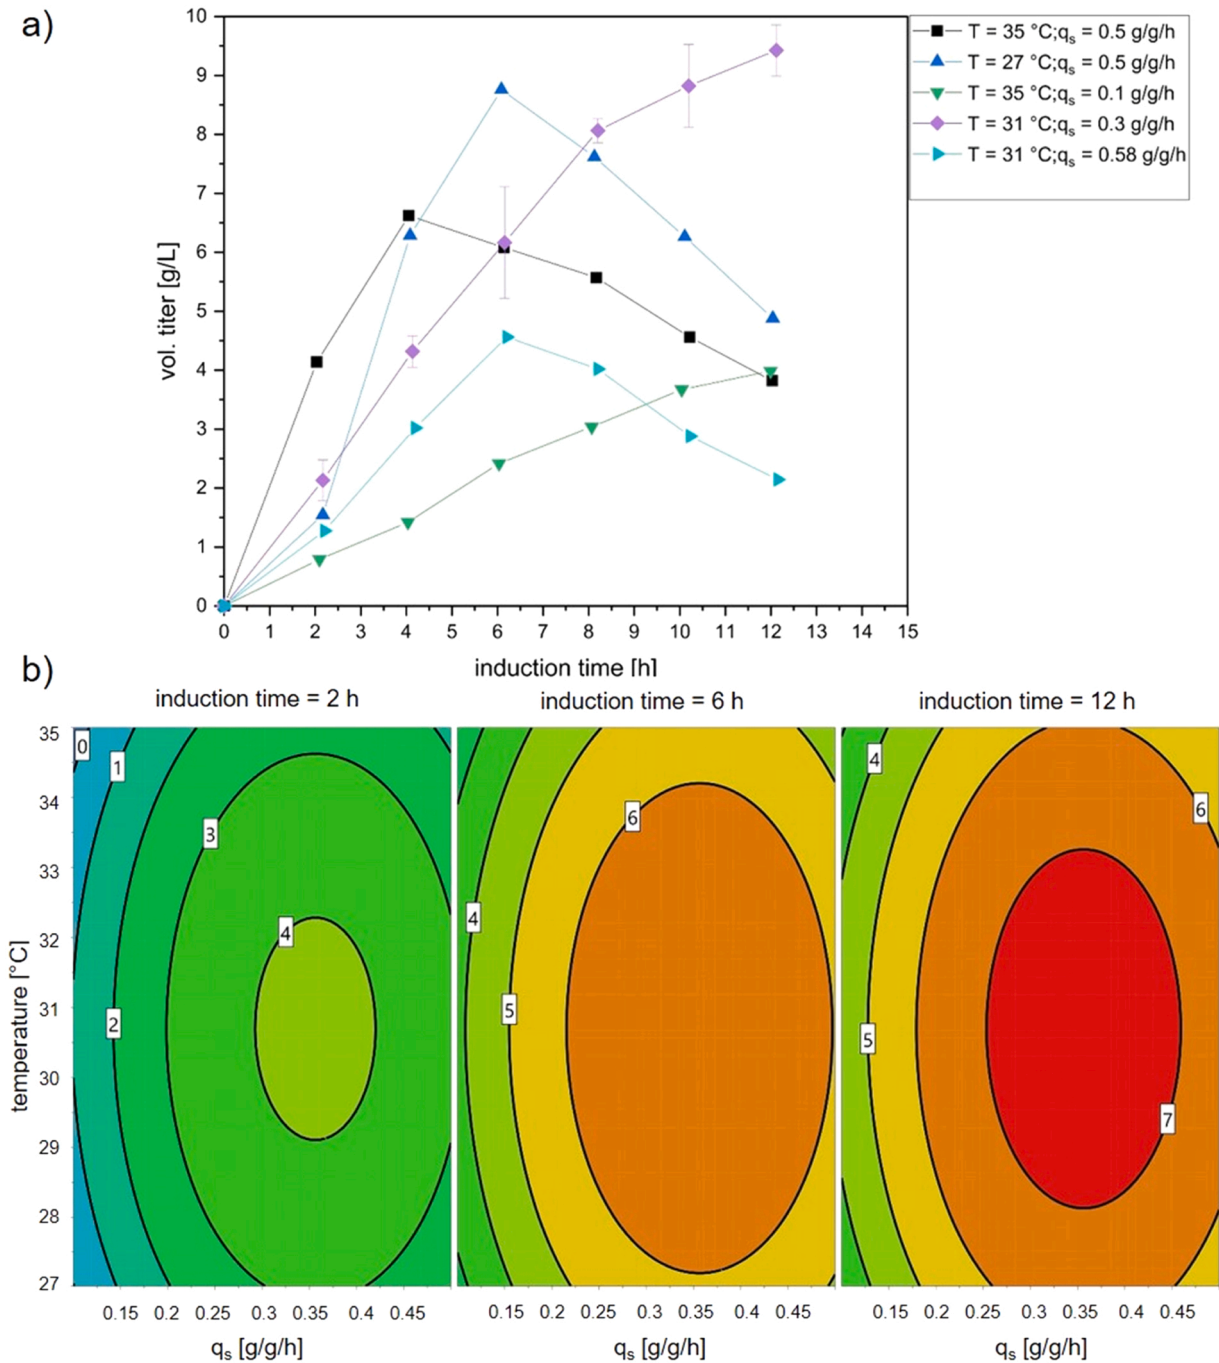 a)
10
9
8
7
6
5
4
3
2
1
0
vol. titer [g/L]
0 1 2 3 4 5 6 7 8 9 10 11 12 13 14 15
induction time [h]
T = 35 °C;qs = 0.5 g/g/h
T = 27 °C;qs = 0.5 g/g/h
T = 35 °C;qs = 0.1 g/g/h
T = 31 °C;qs = 0.3 g/g/h
T = 31 °C;qs = 0.58 g/g/h
b)
induction time = 2 h
induction time = 6 h
induction time = 12 h
temperature [°C]
35
34
33
32
31
30
29
28
27
0
1
2
3
4
4
5
6
4
5
6
7
0.15 0.2 0.25 0.3 0.35 0.4 0.45
0.15 0.2 0.25 0.3 0.35 0.4 0.45
0.15 0.2 0.25 0.3 0.35 0.4 0.45
qs [g/g/h]
qs [g/g/h]
qs [g/g/h]